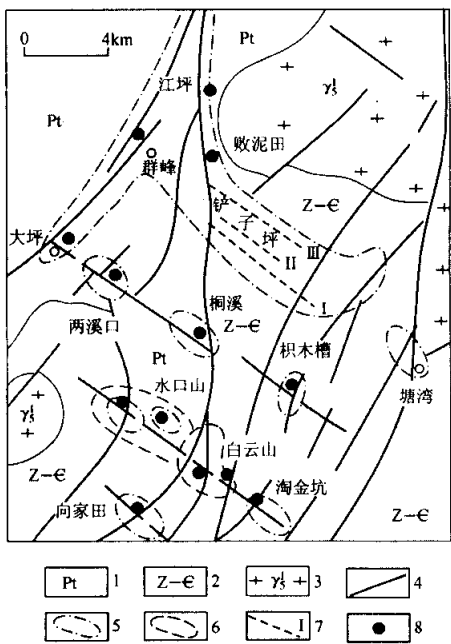 0 4km
Pt
江坪
γ₅¹
Pt
败泥田
群峰
Z-Є
铲
子
坪
大坪
III
II
I
桐溪
两溪口
Z-Є
枳木槽
Pt
塘湾
水口山
γ₅¹
白云山
Z-Є
淘金坑
向家田
Z-Є
Pt 1 Z-Є 2 γ₅¹ 3 4
5 6 I 7 8